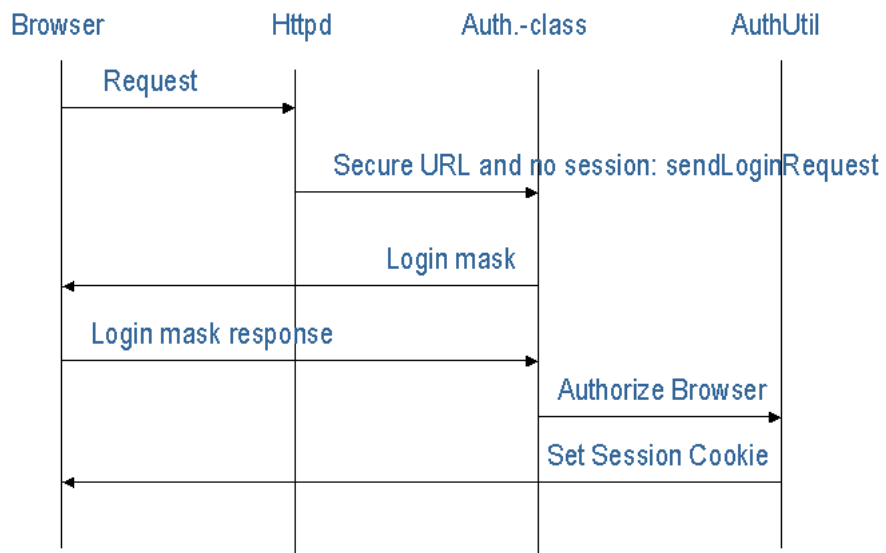 Browser Httpd Auth.-class AuthUtil
Request
Secure URL and no session: sendLoginRequest
Login mask
Login mask response
Authorize Browser
Set Session Cookie